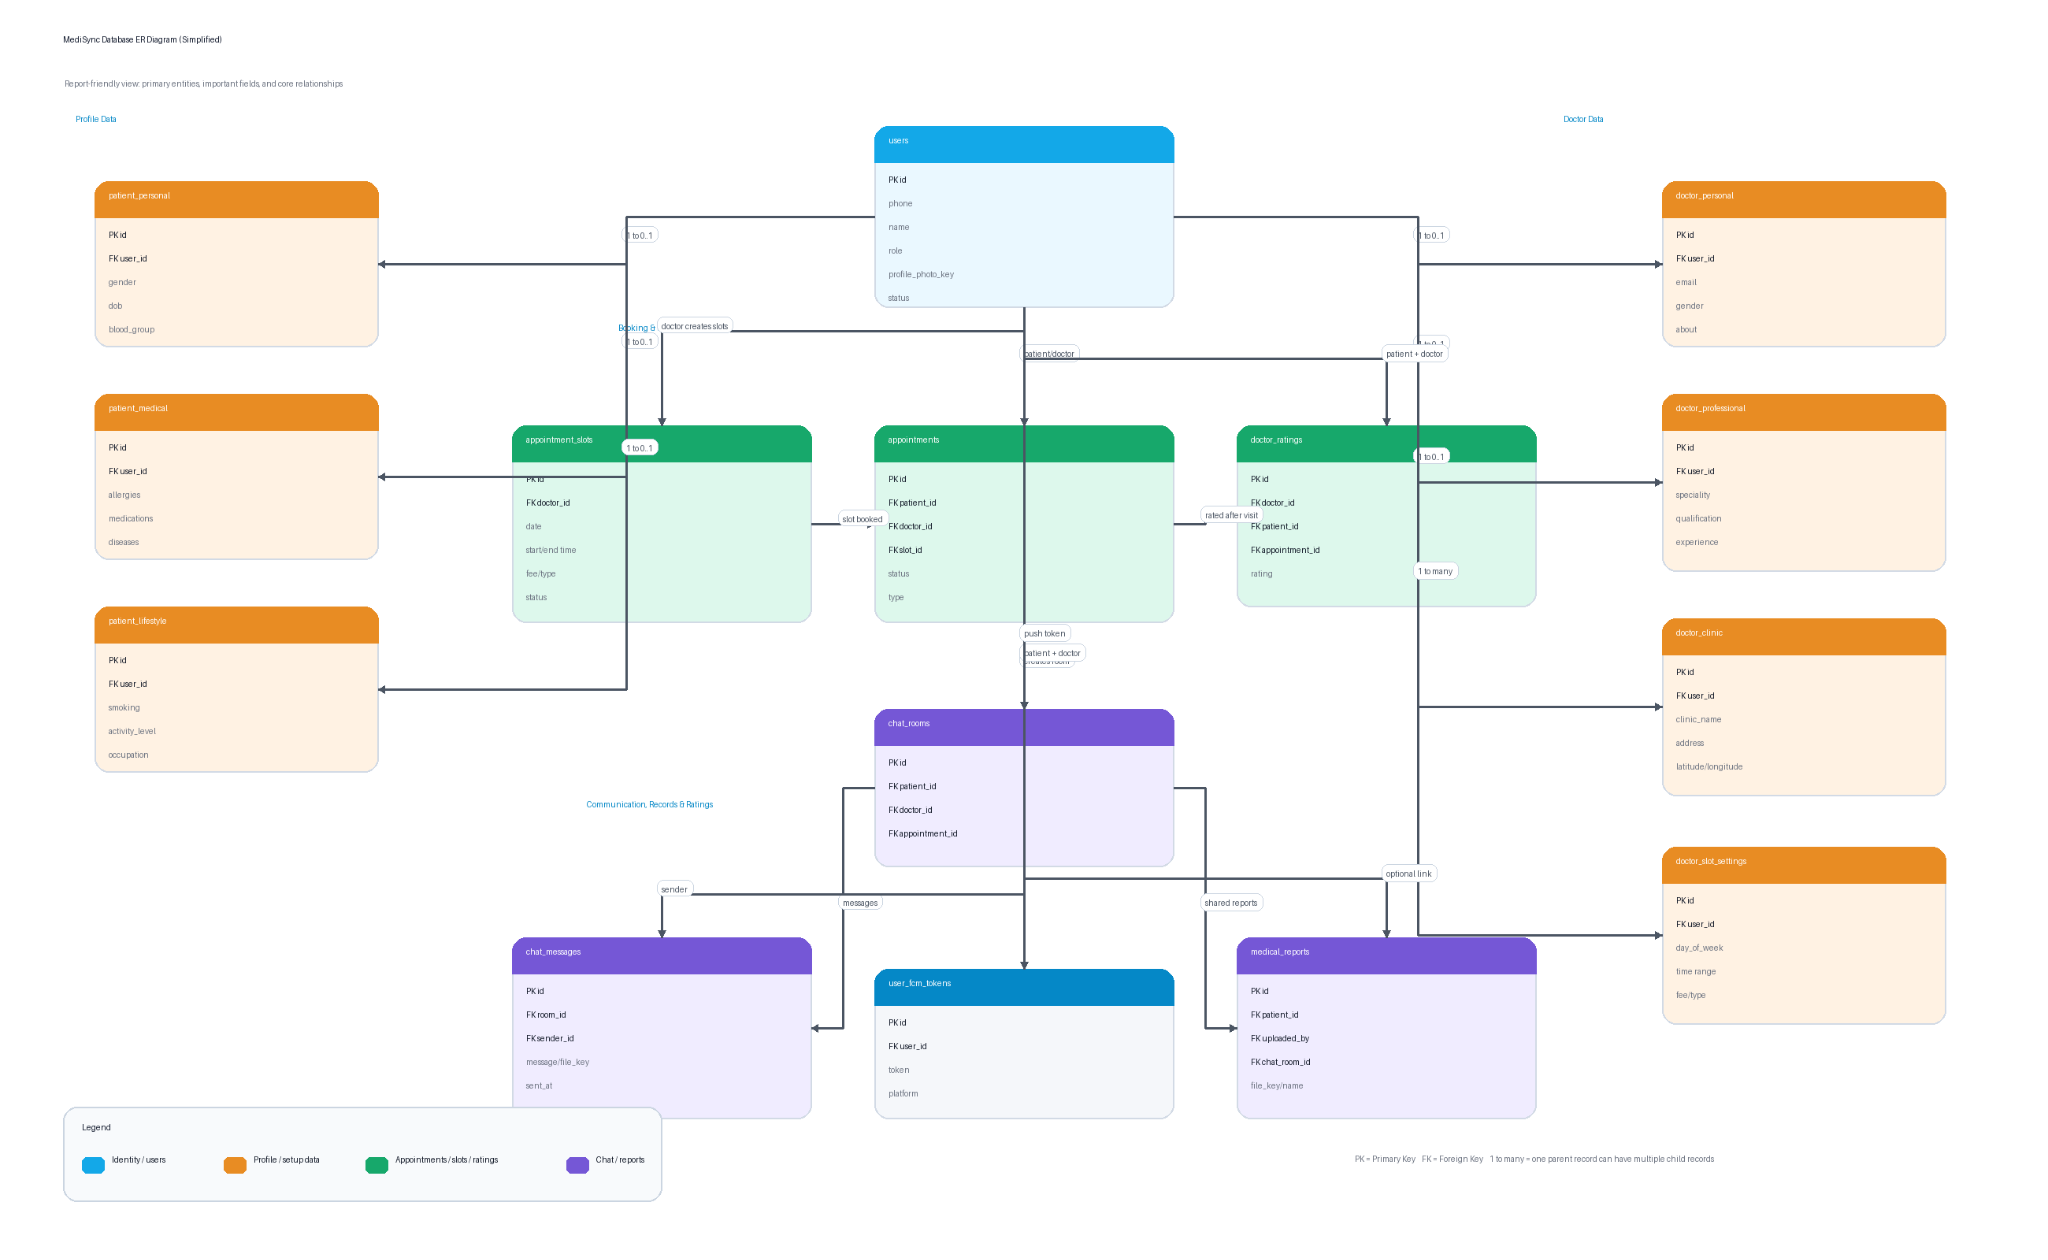 MediSync Database ER Diagram (Simplified)
Report-friendly view: primary entities, important fields, and core relationships
Profile Data
Doctor Data
users
PK id
phone
name
role
profile_photo_key
status
patient_personal
PK id
FK user_id
gender
dob
blood_group
doctor_personal
PK id
FK user_id
email
gender
about
1 to 0..1
1 to 0..1
Booking &
doctor creates slots
1 to 0..1
patient/doctor
1 to 0..1
patient + doctor
patient_medical
PK id
FK user_id
allergies
medications
diseases
appointment_slots
1 to 0..1
PK id
FK doctor_id
date
start/end time
fee/type
status
slot booked
appointments
PK id
FK patient_id
FK doctor_id
FK slot_id
status
type
rated after visit
doctor_ratings
1 to 0..1
PK id
FK doctor_id
FK patient_id
FK appointment_id
rating
1 to many
doctor_professional
PK id
FK user_id
speciality
qualification
experience
patient_lifestyle
PK id
FK user_id
smoking
activity_level
occupation
push token
patient + doctor
creates room
doctor_clinic
PK id
FK user_id
clinic_name
address
latitude/longitude
chat_rooms
PK id
FK patient_id
FK doctor_id
FK appointment_id
Communication, Records & Ratings
doctor_slot_settings
PK id
FK user_id
day_of_week
time range
fee/type
sender
messages
shared reports
optional link
chat_messages
PK id
FK room_id
FK sender_id
message/file_key
sent_at
user_fcm_tokens
PK id
FK user_id
token
platform
medical_reports
PK id
FK patient_id
FK uploaded_by
FK chat_room_id
file_key/name
Legend
Identity / users
Profile / setup data
Appointments / slots / ratings
Chat / reports
PK = Primary Key FK = Foreign Key 1 to many = one parent record can have multiple child records